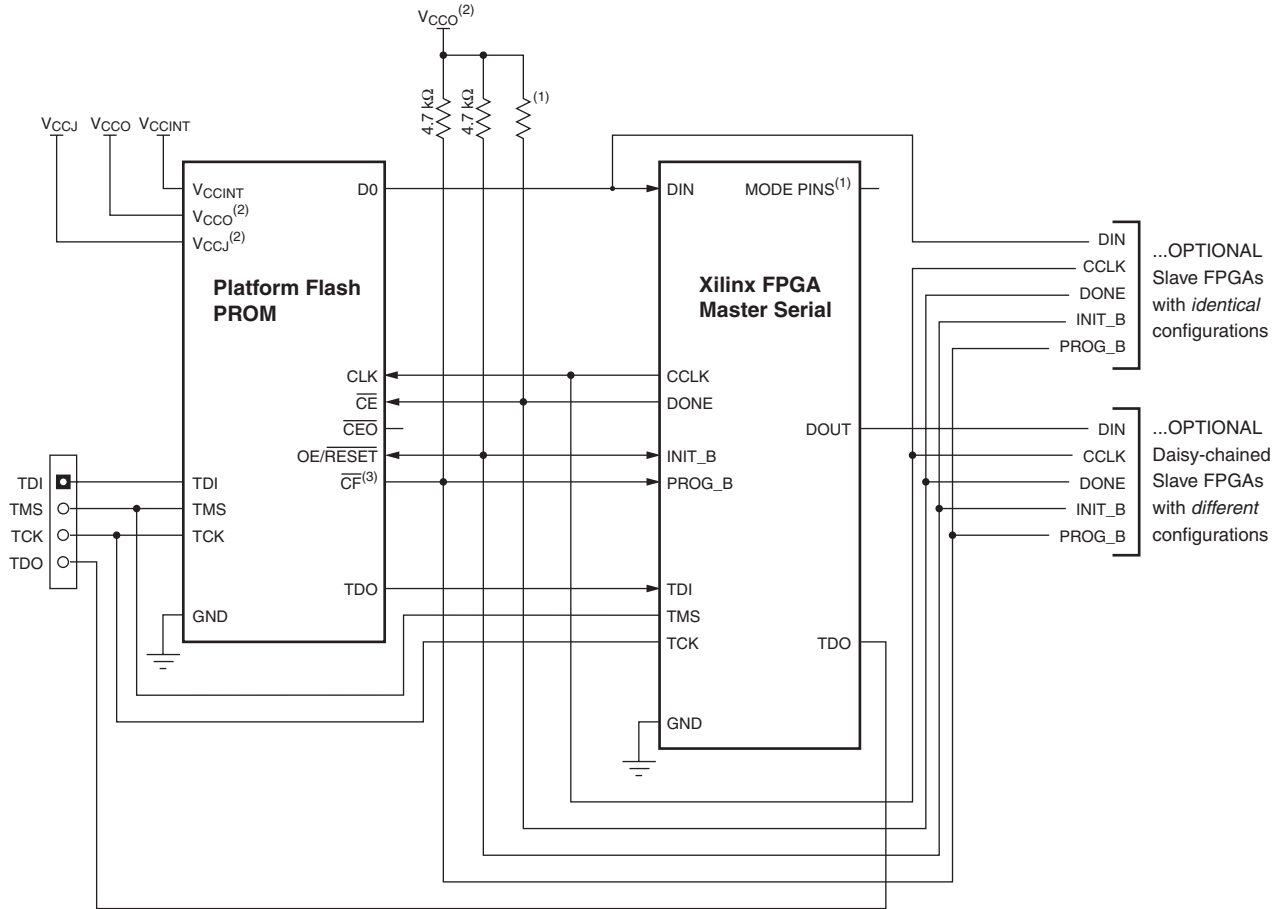 VCCO(2)
4.7 kΩ
4.7 kΩ
(1)
VCCJ VCCO VCCINT
VCCINT
VCCO(2)
VCCJ(2)
D0
Platform Flash
PROM
CLK
CE
CEO
OE/RESET
CF(3)
TDI
TMS
TCK
TDO
GND
TDI
TMS
TCK
TDO
DIN
MODE PINS(1)
Xilinx FPGA
Master Serial
CCLK
DONE
DOUT
INIT_B
PROG_B
TDI
TMS
TCK
TDO
GND
DIN
CCLK
DONE
INIT_B
PROG_B
...OPTIONAL
Slave FPGAs
with identical
configurations
DIN
CCLK
DONE
INIT_B
PROG_B
...OPTIONAL
Daisy-chained
Slave FPGAs
with different
configurations